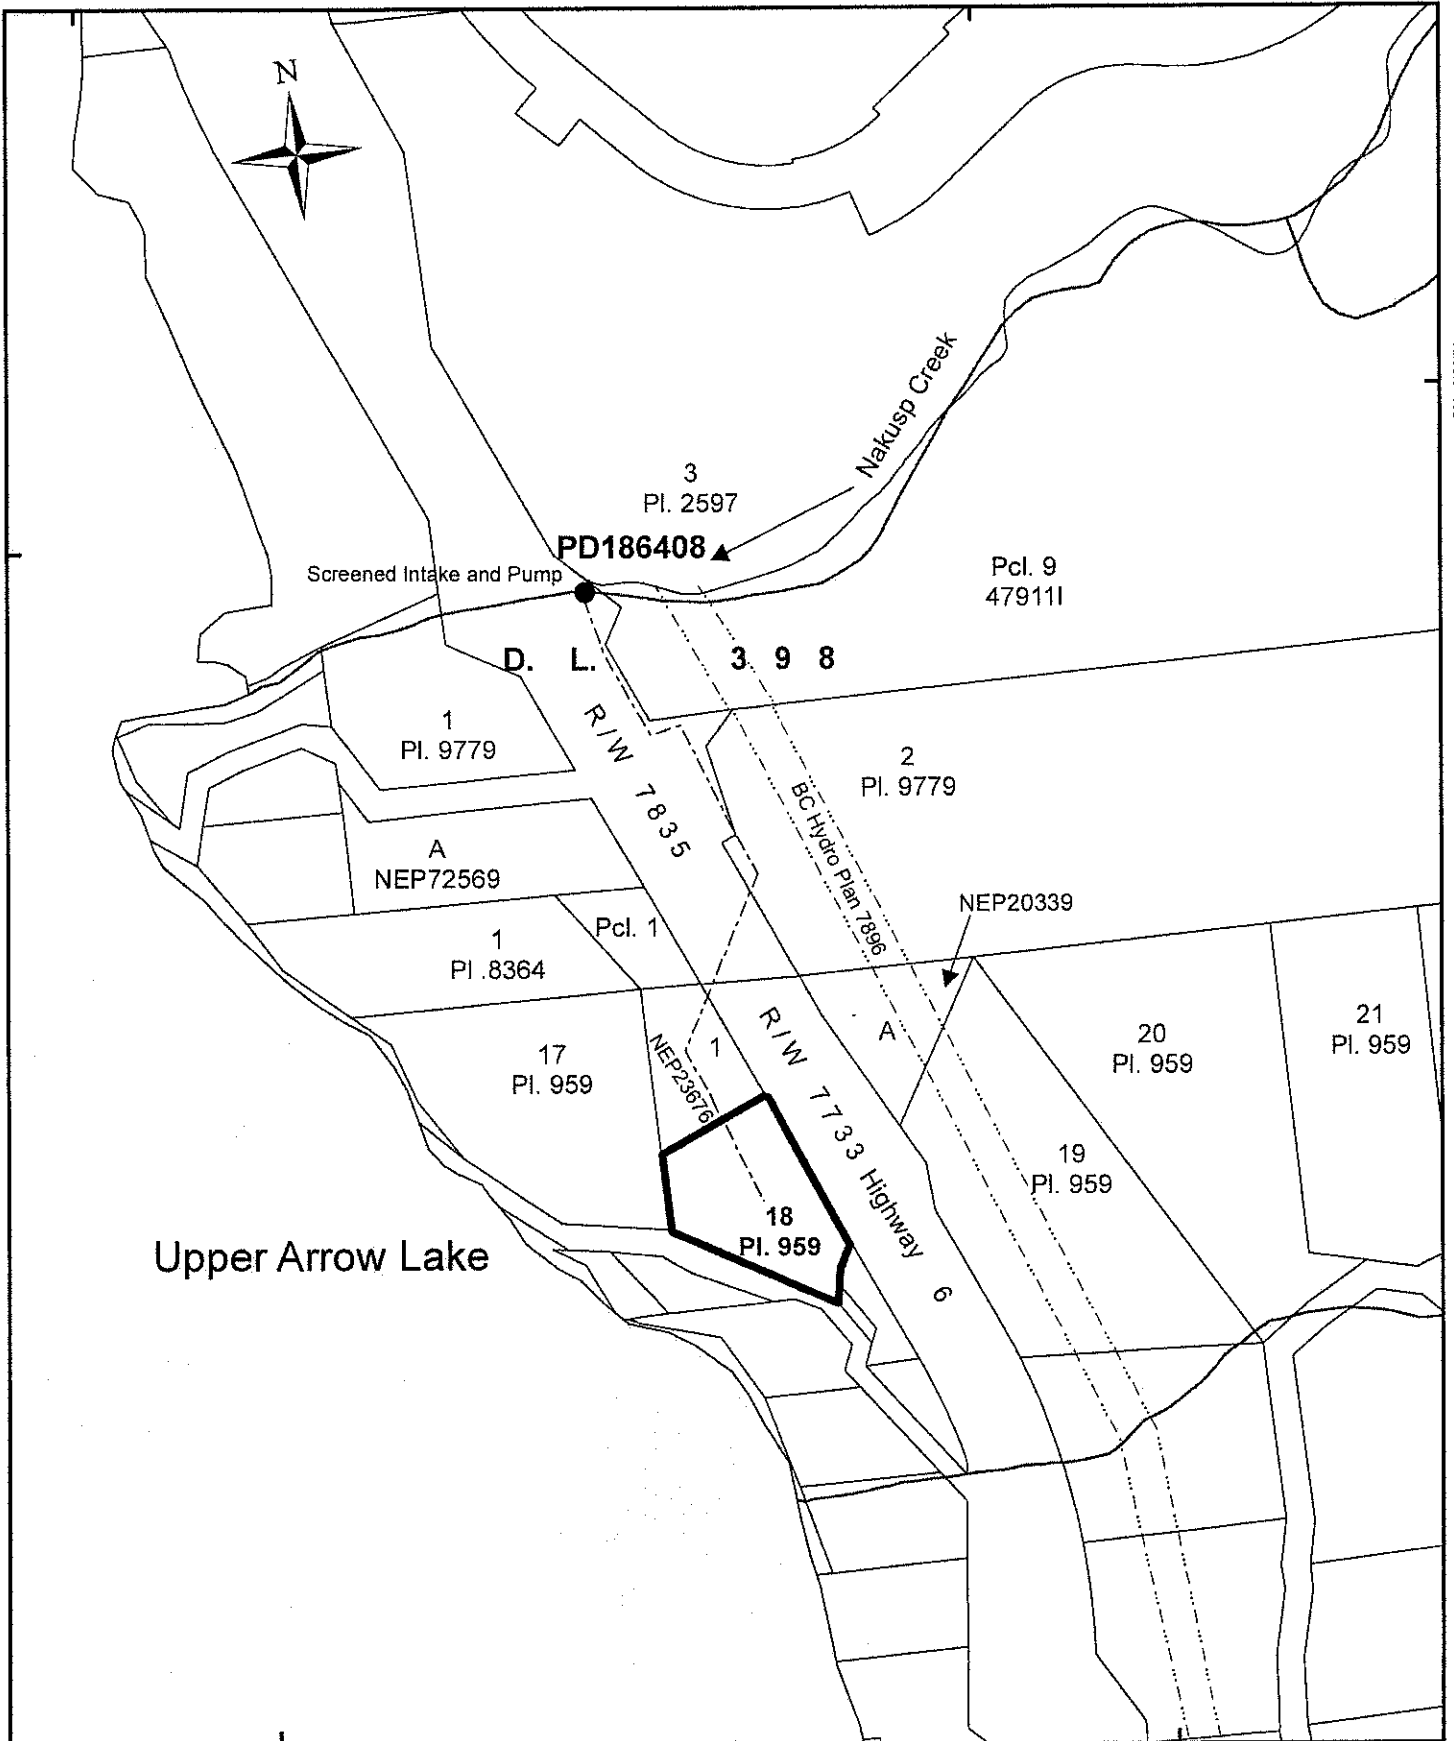 N
Nakusp Creek
3
Pl. 2597
PD186408
Screened Intake and Pump
Pcl. 9
47911I
D. L. 3 9 8
R/W 7835
1
Pl. 9779
2
Pl. 9779
BC Hydro Plan 7896
A
NEP72569
NEP20339
Pcl. 1
1
Pl .8364
R/W 7733 Highway 6
A
21
Pl. 959
20
Pl. 959
17
Pl. 959
NEP23676
1
19
Pl. 959
18
Pl. 959
Upper Arrow Lake